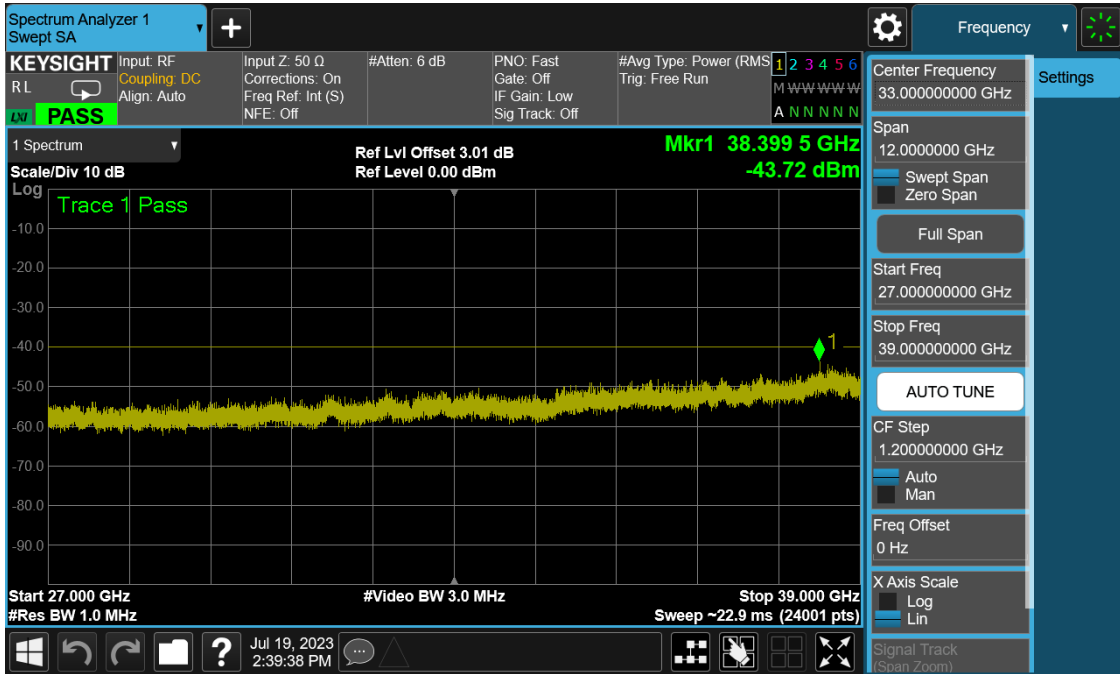 Spectrum Analyzer 1
Swept SA
+
Frequency
KEYSIGHT
R L
LXI PASS
Input: RF
Coupling: DC
Align: Auto
Input Z: 50 Ω
Corrections: On
Freq Ref: Int (S)
NFE: Off
#Atten: 6 dB
PNO: Fast
Gate: Off
IF Gain: Low
Sig Track: Off
#Avg Type: Power (RMS
Trig: Free Run
1 2 3 4 5 6
M W W W W W
A N N N N N
1 Spectrum
Scale/Div 10 dB
Ref Lvl Offset 3.01 dB
Ref Level 0.00 dBm
Mkr1 38.399 5 GHz
-43.72 dBm
Log
Trace 1 Pass
-10.0
-20.0
-30.0
-40.0
1
-50.0
-60.0
-70.0
-80.0
-90.0
Start 27.000 GHz
#Res BW 1.0 MHz
#Video BW 3.0 MHz
Stop 39.000 GHz
Sweep ~22.9 ms (24001 pts)
?
Jul 19, 2023
2:39:38 PM
Center Frequency
33.000000000 GHz
Span
12.0000000 GHz
Swept Span
Zero Span
Full Span
Start Freq
27.000000000 GHz
Stop Freq
39.000000000 GHz
AUTO TUNE
CF Step
1.200000000 GHz
Auto
Man
Freq Offset
0 Hz
X Axis Scale
Log
Lin
Signal Track
(Span Zoom)
Settings